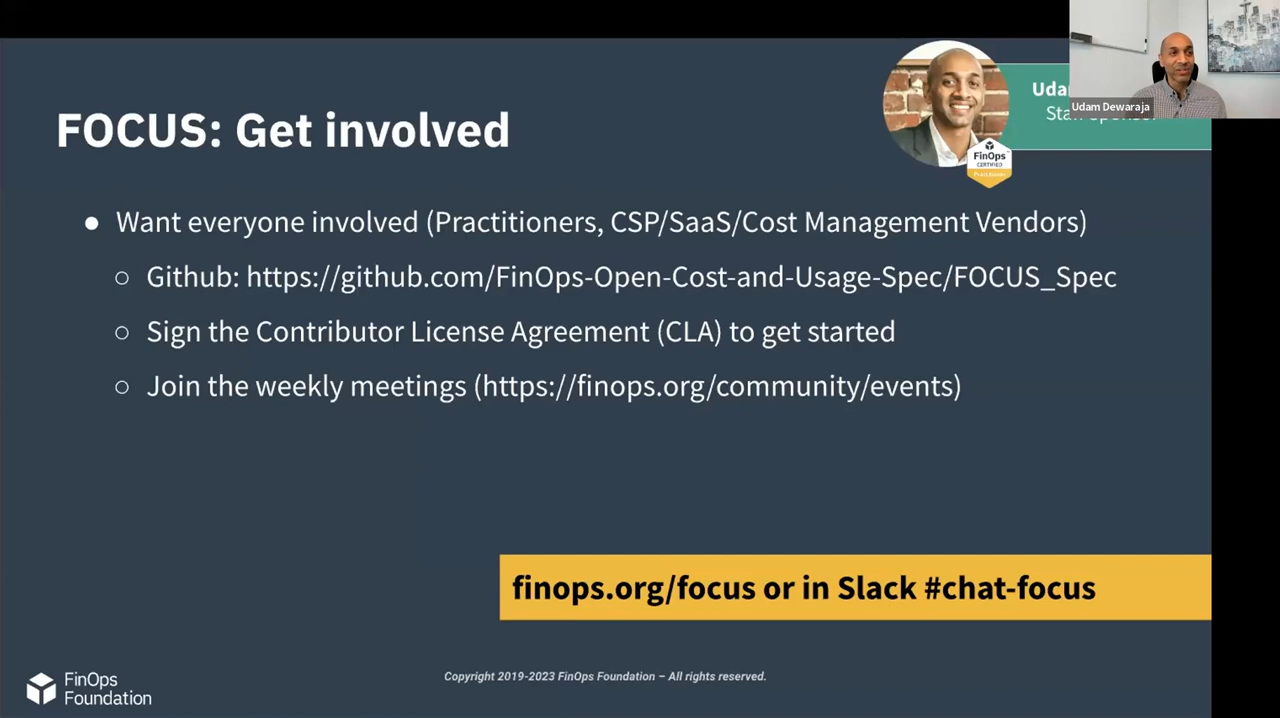 FOCUS: Get involved
Udam Dewaraja
FinOps
CERTIFIED
Practitioner
● Want everyone involved (Practitioners, CSP/SaaS/Cost Management Vendors)
○ Github: https://github.com/FinOps-Open-Cost-and-Usage-Spec/FOCUS_Spec
○ Sign the Contributor License Agreement (CLA) to get started
○ Join the weekly meetings (https://finops.org/community/events)
finops.org/focus or in Slack #chat-focus
FinOps
Foundation
Copyright 2019-2023 FinOps Foundation – All rights reserved.